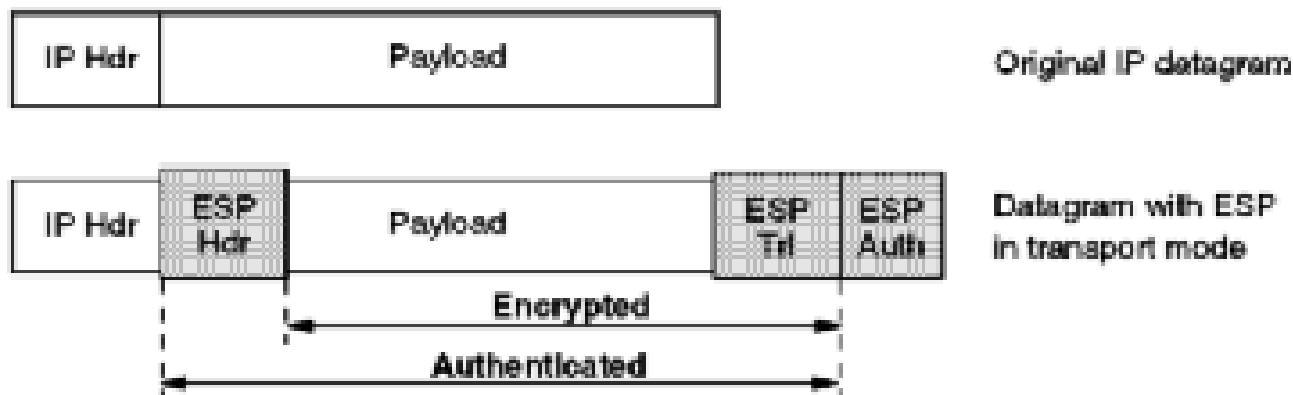 IP Hdr Payload Original IP datagram
IP Hdr ESP Hdr Payload ESP Trl ESP Auth Datagram with ESP in transport mode
Encrypted
Authenticated